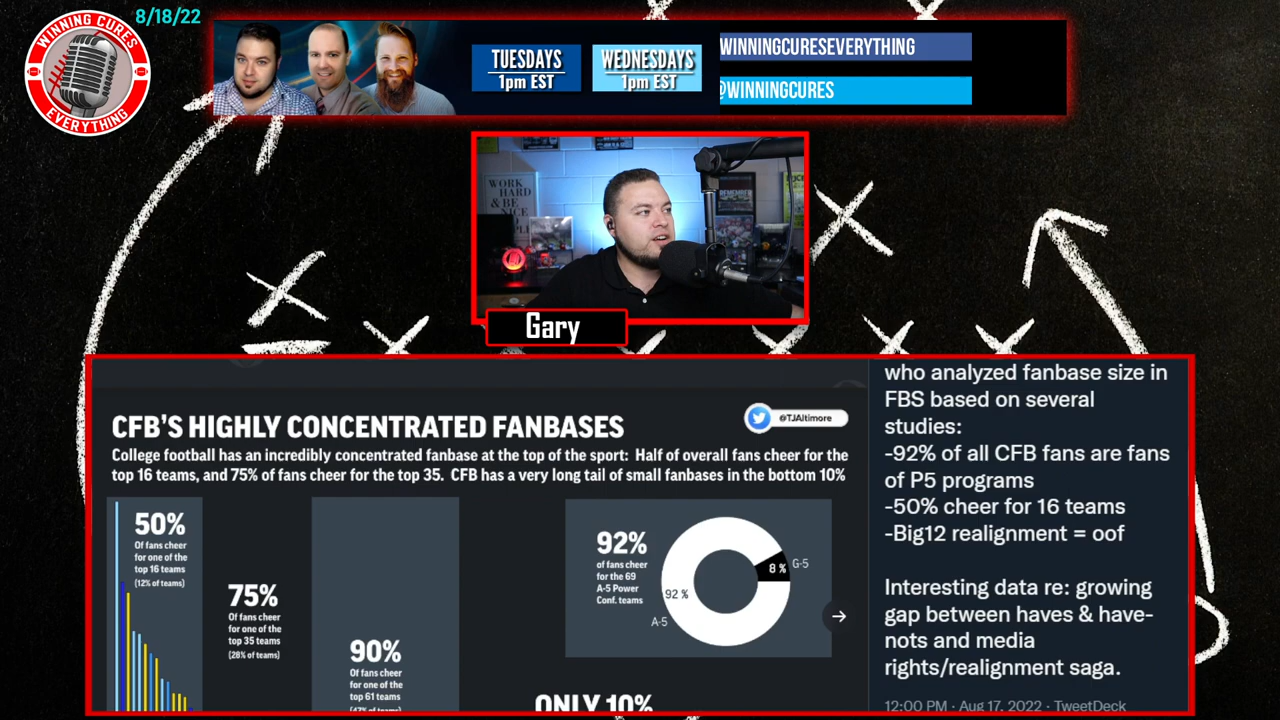 8/18/22
WINNING CURES
EVERYTHING
TUESDAYS
1pm EST
WEDNESDAYS
1pm EST
WINNINGCURESEVERYTHING
@WINNINGCURES
WORK
HARD
& BE
NICE
Gary
CFB'S HIGHLY CONCENTRATED FANBASES
@TJAltimore
College football has an incredibly concentrated fanbase at the top of the sport: Half of overall fans cheer for the
top 16 teams, and 75% of fans cheer for the top 35. CFB has a very long tail of small fanbases in the bottom 10%
50%
Of fans cheer
for one of the
top 16 teams
(12% of teams)
75%
Of fans cheer
for one of the
top 35 teams
(28% of teams)
90%
Of fans cheer
for one of the
top 61 teams
(47% of teams)
92%
of fans cheer
for the 69
A-5 Power
Conf. teams
8 %
G-5
92 %
A-5
ONLY 10%
who analyzed fanbase size in
FBS based on several
studies:
-92% of all CFB fans are fans
of P5 programs
-50% cheer for 16 teams
-Big12 realignment = oof
Interesting data re: growing
gap between haves & have-
nots and media
rights/realignment saga.
12:00 PM · Aug 17, 2022 · TweetDeck